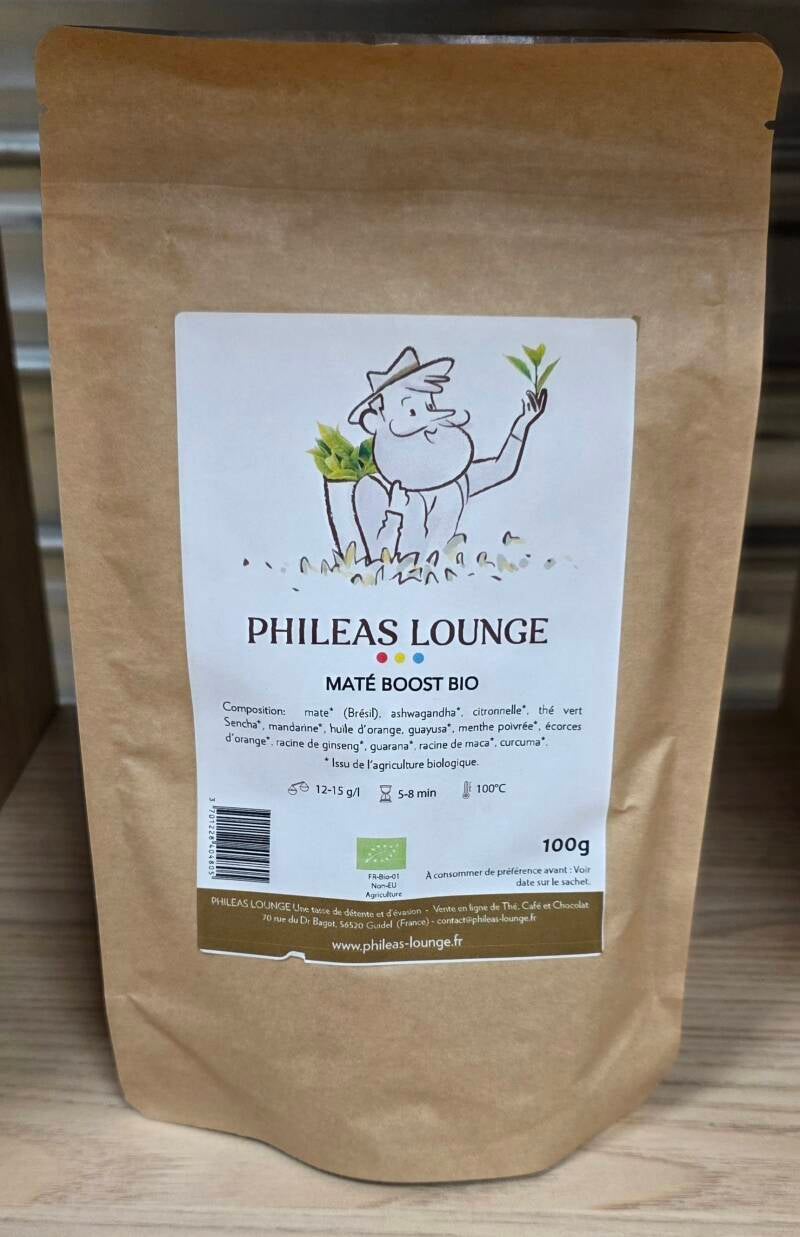 PHILEAS LOUNGE
MATÉ BOOST BIO
Composition: mate* (Brésil), ashwagandha*, citronnelle*, thé vert
Sencha*, mandarine*, huile d'orange, guayusa*, menthe poivrée*, écorces
d'orange*, racine de ginseng*, guarana*, racine de maca*, curcuma*.
* Issu de l'agriculture biologique.
12-15 g/l 5-8 min 100°C
3 701228 404805
100g
FR-Bio-01
Non-EU
Agriculture
À consommer de préférence avant : Voir
date sur le sachet.
PHILEAS LOUNGE Une tasse de détente et d'évasion - Vente en ligne de Thé, Café et Chocolat
70 rue du Dr Bagot, 56520 Guidel (France) - contact@phileas-lounge.fr
www.phileas-lounge.fr